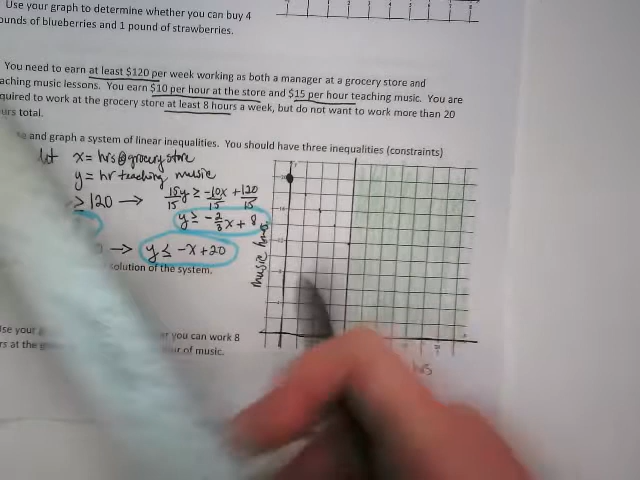 Use your graph to determine whether you can buy 4
ounds of blueberries and 1 pound of strawberries.
You need to earn at least $120 per week working as both a manager at a grocery store and
aching music lessons. You earn $10 per hour at the store and $15 per hour teaching music. You are
quired to work at the grocery store at least 8 hours a week, but do not want to work more than 20
urs total.
e and graph a system of linear inequalities. You should have three inequalities (constraints)
let x = hrs @ grocery store
y = hr teaching music
≥ 120 → 15y/15 ≥ -10x/15 + 120/15
y ≥ -2/3x + 8
→ y ≤ -x + 20
solution of the system.
music hrs.
Use your
you can work 8
rs at the
ur of music.
hrs